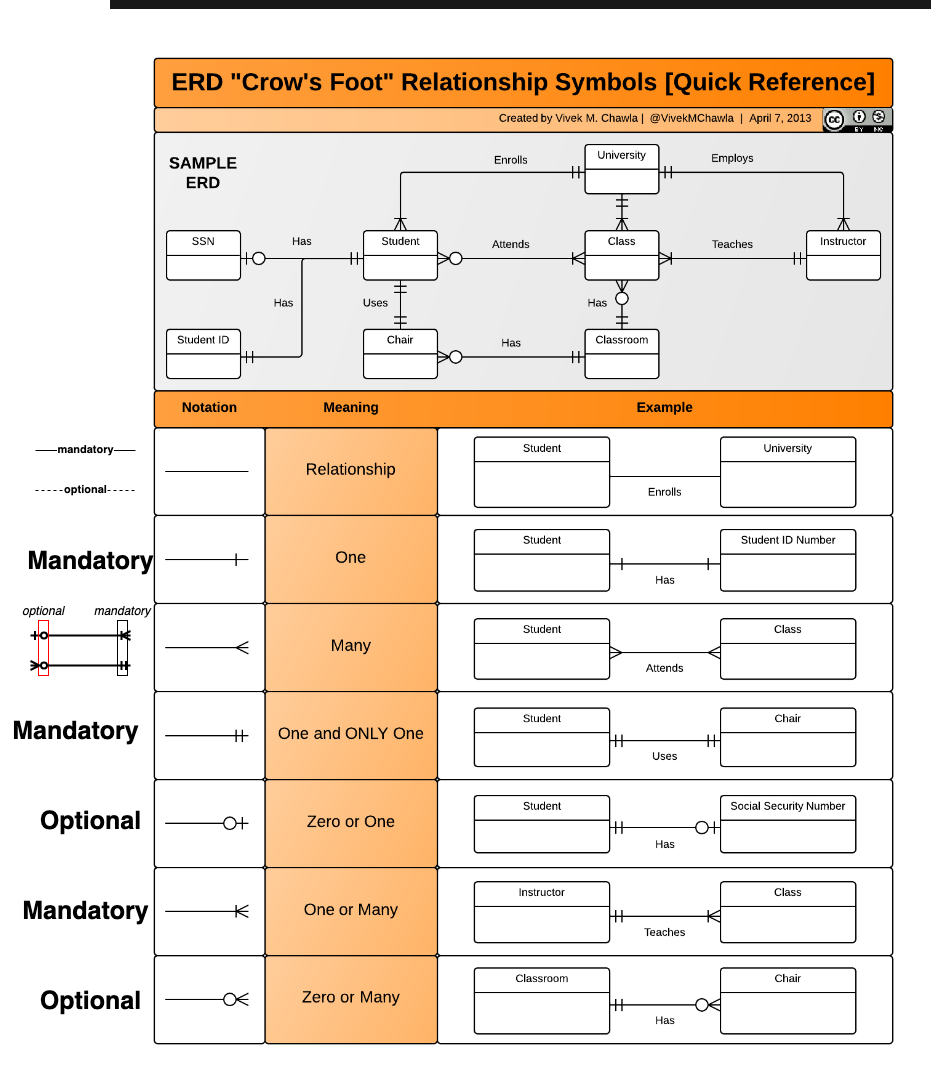 ERD "Crow's Foot" Relationship Symbols [Quick Reference]
Created by Vivek M. Chawla | @VivekMChawla | April 7, 2013
cc
BY NC
SAMPLE
ERD
Enrolls
University
Employs
SSN
Has
Student
Attends
Class
Teaches
Instructor
Has
Uses
Has
Student ID
Chair
Has
Classroom
Notation
Meaning
Example
mandatory
optional
Relationship
Student
University
Enrolls
Mandatory
One
Student
Student ID Number
Has
optional
mandatory
Many
Student
Class
Attends
Mandatory
One and ONLY One
Student
Chair
Uses
Optional
Zero or One
Student
Social Security Number
Has
Mandatory
One or Many
Instructor
Class
Teaches
Optional
Zero or Many
Classroom
Chair
Has